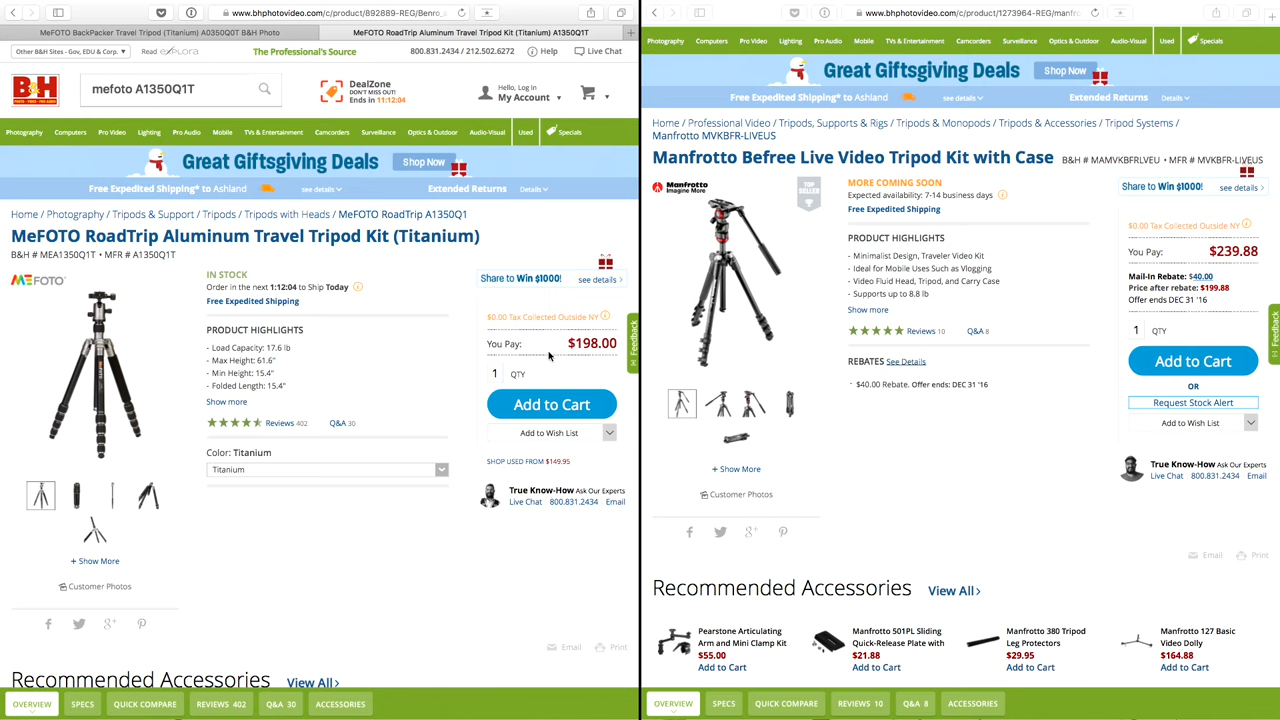 www.bhphotovideo.com/c/product/892889-REG/Benro_
MeFOTO BackPacker Travel Tripod (Titanium) A0350Q0T B&H Photo
MeFOTO RoadTrip Aluminum Travel Tripod Kit (Titanium) A1350Q1T
Other B&H Sites - Gov, EDU & Corp.
Read eXPLORA
The Professional's Source
800.831.2434 / 212.502.6272
Help
Live Chat
B&H
PHOTO - VIDEO - PRO AUDIO
mefoto A1350Q1T
DealZone
DON'T MISS OUT!
Ends in 11:12:04
Hello, Log In
My Account
Photography
Computers
Pro Video
Lighting
Pro Audio
Mobile
TVs & Entertainment
Camcorders
Surveillance
Optics & Outdoor
Audio-Visual
Used
Specials
Great Giftsgiving Deals
Shop Now
Free Expedited Shipping* to Ashland
see details
Extended Returns
Details
Home / Photography / Tripods & Support / Tripods / Tripods with Heads / MeFOTO RoadTrip A1350Q1
MeFOTO RoadTrip Aluminum Travel Tripod Kit (Titanium)
B&H # MEA1350Q1T • MFR # A1350Q1T
MEFOTO
IN STOCK
Order in the next 1:12:04 to Ship Today
Free Expedited Shipping
PRODUCT HIGHLIGHTS
- Load Capacity: 17.6 lb
- Max Height: 61.6"
- Min Height: 15.4"
- Folded Length: 15.4"
Show more
Reviews 402
Q&A 30
Color: Titanium
Titanium
Share to Win $1000!
see details >
$0.00 Tax Collected Outside NY
You Pay:
$198.00
1 QTY
Add to Cart
Add to Wish List
SHOP USED FROM $149.95
True Know-How Ask Our Experts
Live Chat 800.831.2434 Email
Feedback
+ Show More
Customer Photos
Email
Print
Recommended Accessories View All>
OVERVIEW
SPECS
QUICK COMPARE
REVIEWS 402
Q&A 30
ACCESSORIES
www.bhphotovideo.com/c/product/1273964-REG/manfr
Photography
Computers
Pro Video
Lighting
Pro Audio
Mobile
TVs & Entertainment
Camcorders
Surveillance
Optics & Outdoor
Audio-Visual
Used
Specials
Great Giftsgiving Deals
Shop Now
Free Expedited Shipping* to Ashland
see details
Extended Returns
Details
Home / Professional Video / Tripods, Supports & Rigs / Tripods & Monopods / Tripods & Accessories / Tripod Systems /
Manfrotto MVKBFR-LIVEUS
Manfrotto Befree Live Video Tripod Kit with Case
B&H # MAMVKBFRLVEU • MFR # MVKBFR-LIVEUS
Manfrotto
Imagine More
TOP
SELLER
MORE COMING SOON
Expected availability: 7-14 business days
Free Expedited Shipping
PRODUCT HIGHLIGHTS
- Minimalist Design, Traveler Video Kit
- Ideal for Mobile Uses Such as Vlogging
- Video Fluid Head, Tripod, and Carry Case
- Supports up to 8.8 lb
Show more
Reviews 10
Q&A 8
REBATES See Details
- $40.00 Rebate. Offer ends: DEC 31 '16
Share to Win $1000!
see details >
$0.00 Tax Collected Outside NY
You Pay:
$239.88
Mail-In Rebate: $40.00
Price after rebate: $199.88
Offer ends DEC 31 '16
1 QTY
Add to Cart
OR
Request Stock Alert
Add to Wish List
True Know-How Ask Our Experts
Live Chat 800.831.2434 Email
Feedback
+ Show More
Customer Photos
Email
Print
Recommended Accessories View All>
Pearstone Articulating
Arm and Mini Clamp Kit
$55.00
Add to Cart
Manfrotto 501PL Sliding
Quick-Release Plate with
$21.88
Add to Cart
Manfrotto 380 Tripod
Leg Protectors
$29.95
Add to Cart
Manfrotto 127 Basic
Video Dolly
$164.88
Add to Cart
OVERVIEW
SPECS
QUICK COMPARE
REVIEWS 10
Q&A 8
ACCESSORIES